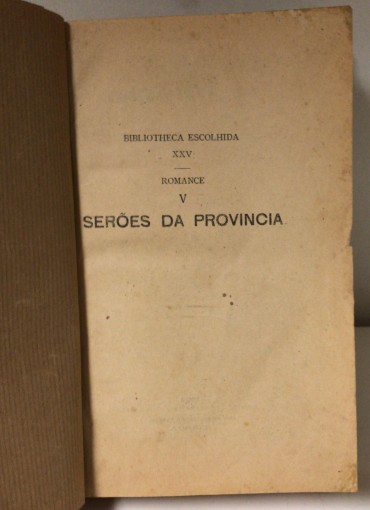 BIBLIOTHECA ESCOLHIDA
XXV
ROMANCE
V
SERÕES DA PROVINCIA